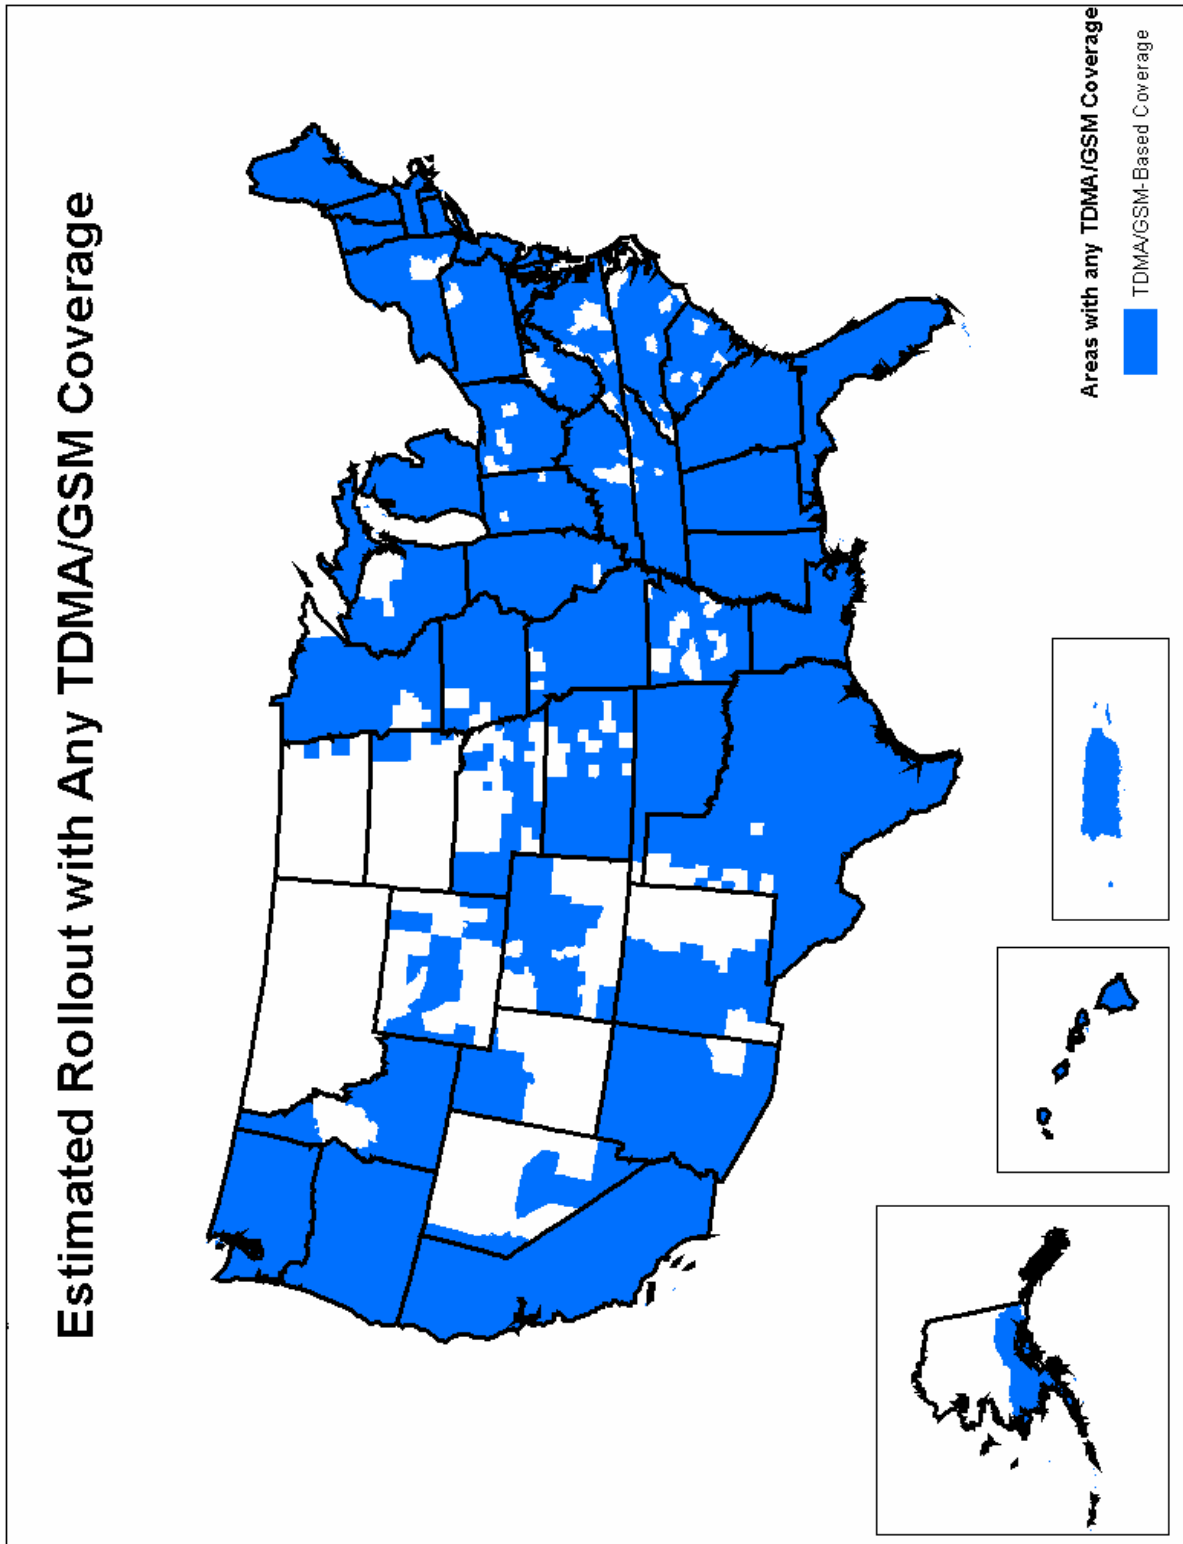 Estimated Rollout with Any TDMA/GSM Coverage
Areas with any TDMA/GSM Coverage
TDMA/GSM-Based Coverage